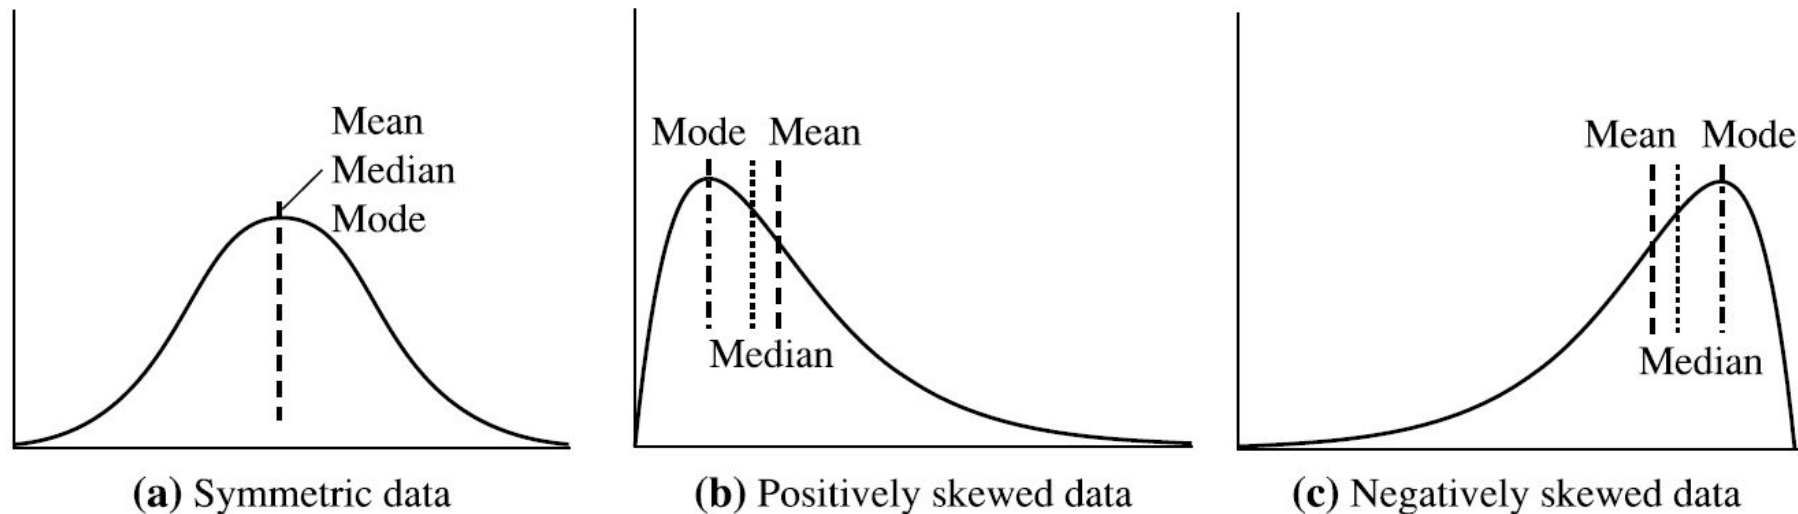 Mean
Median
Mode
(a) Symmetric data
Mode Mean
Median
(b) Positively skewed data
Mean Mode
Median
(c) Negatively skewed data